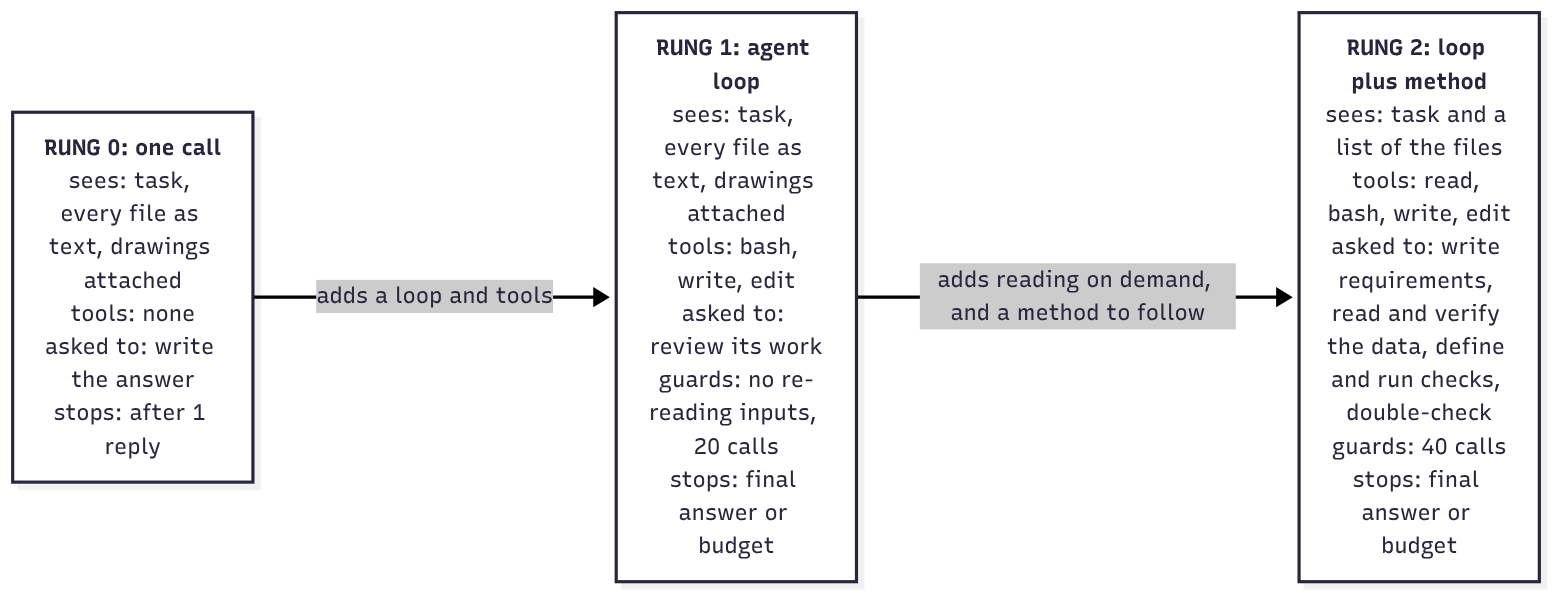 RUNG 0: one call
sees: task,
every file as
text, drawings
attached
tools: none
asked to: write
the answer
stops: after 1
reply
adds a loop and tools
RUNG 1: agent
loop
sees: task,
every file as
text, drawings
attached
tools: bash,
write, edit
asked to:
review its work
guards: no re-
reading inputs,
20 calls
stops: final
answer or
budget
adds reading on demand,
and a method to follow
RUNG 2: loop
plus method
sees: task and a
list of the files
tools: read,
bash, write, edit
asked to: write
requirements,
read and verify
the data, define
and run checks,
double-check
guards: 40 calls
stops: final
answer or
budget